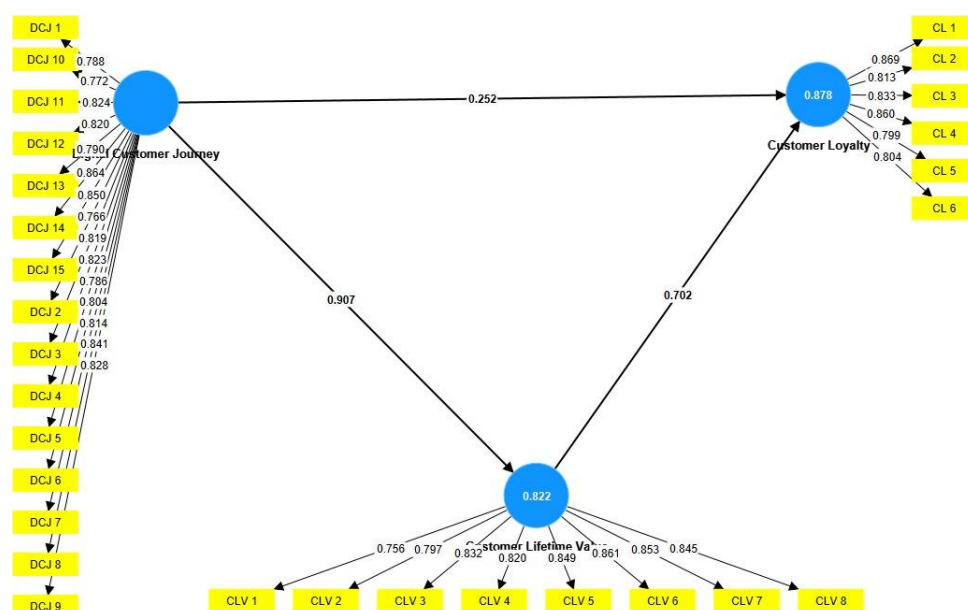 DCJ 1
DCJ 10
DCJ 11
DCJ 12
DCJ 13
DCJ 14
DCJ 15
DCJ 2
DCJ 3
DCJ 4
DCJ 5
DCJ 6
DCJ 7
DCJ 8
DCJ 9
0.788
0.772
0.824
0.820
0.790
0.864
0.850
0.766
0.819
0.823
0.786
0.804
0.814
0.841
0.828
Digital Customer Journey
0.252
0.907
0.702
0.878
Customer Loyalty
0.869
0.813
0.833
0.860
0.799
0.804
CL 1
CL 2
CL 3
CL 4
CL 5
CL 6
0.822
Customer Lifetime Value
0.756
0.797
0.832
0.820
0.849
0.861
0.853
0.845
CLV 1
CLV 2
CLV 3
CLV 4
CLV 5
CLV 6
CLV 7
CLV 8